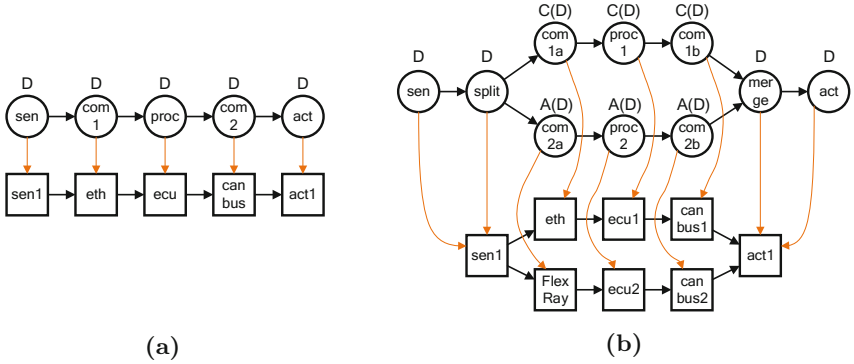 D D D D D
sen com 1 proc com 2 act
sen1 eth ecu can bus act1
(a)
C(D) C(D) C(D)
com 1a proc 1 com 1b
D D D D
sen split mer ge act
A(D) A(D) A(D)
com 2a proc 2 com 2b
eth ecu1 can bus1
sen1 act1
Flex Ray ecu2 can bus2
(b)